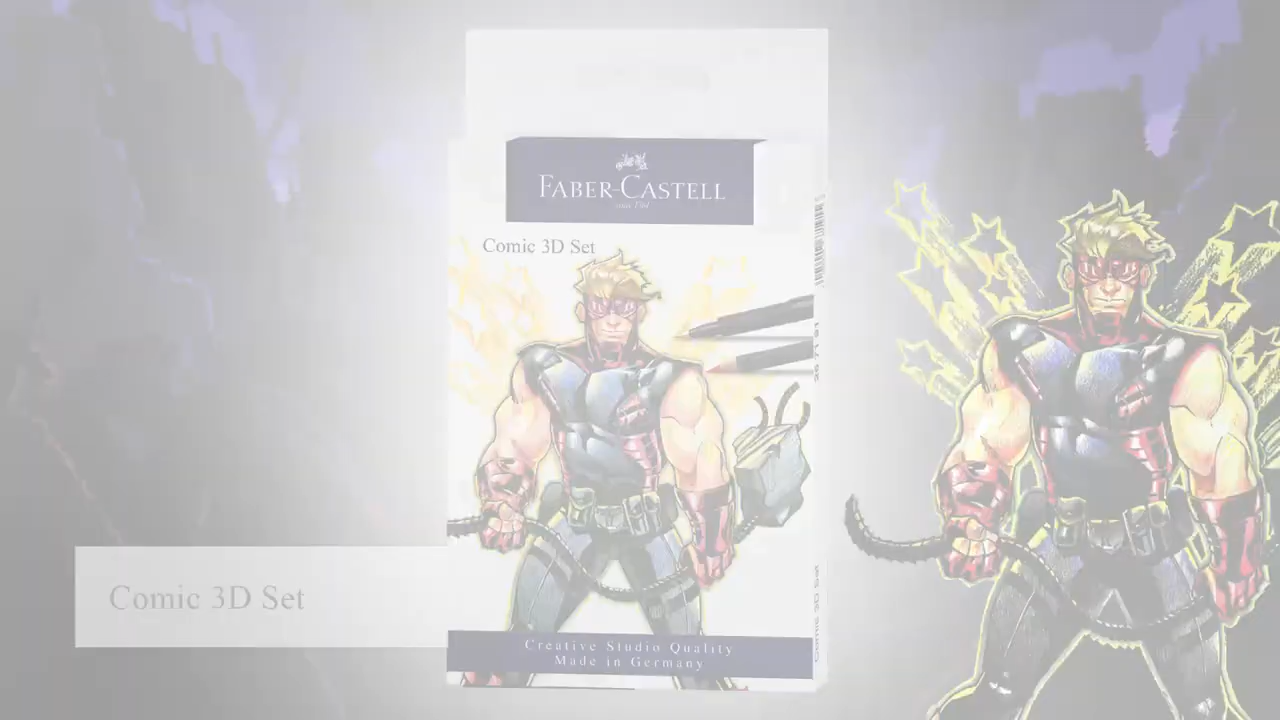 FABER-CASTELL
since 1761
Comic 3D Set
Comic 3D Set
Comic 3D Set
Creative Studio Quality
Made in Germany